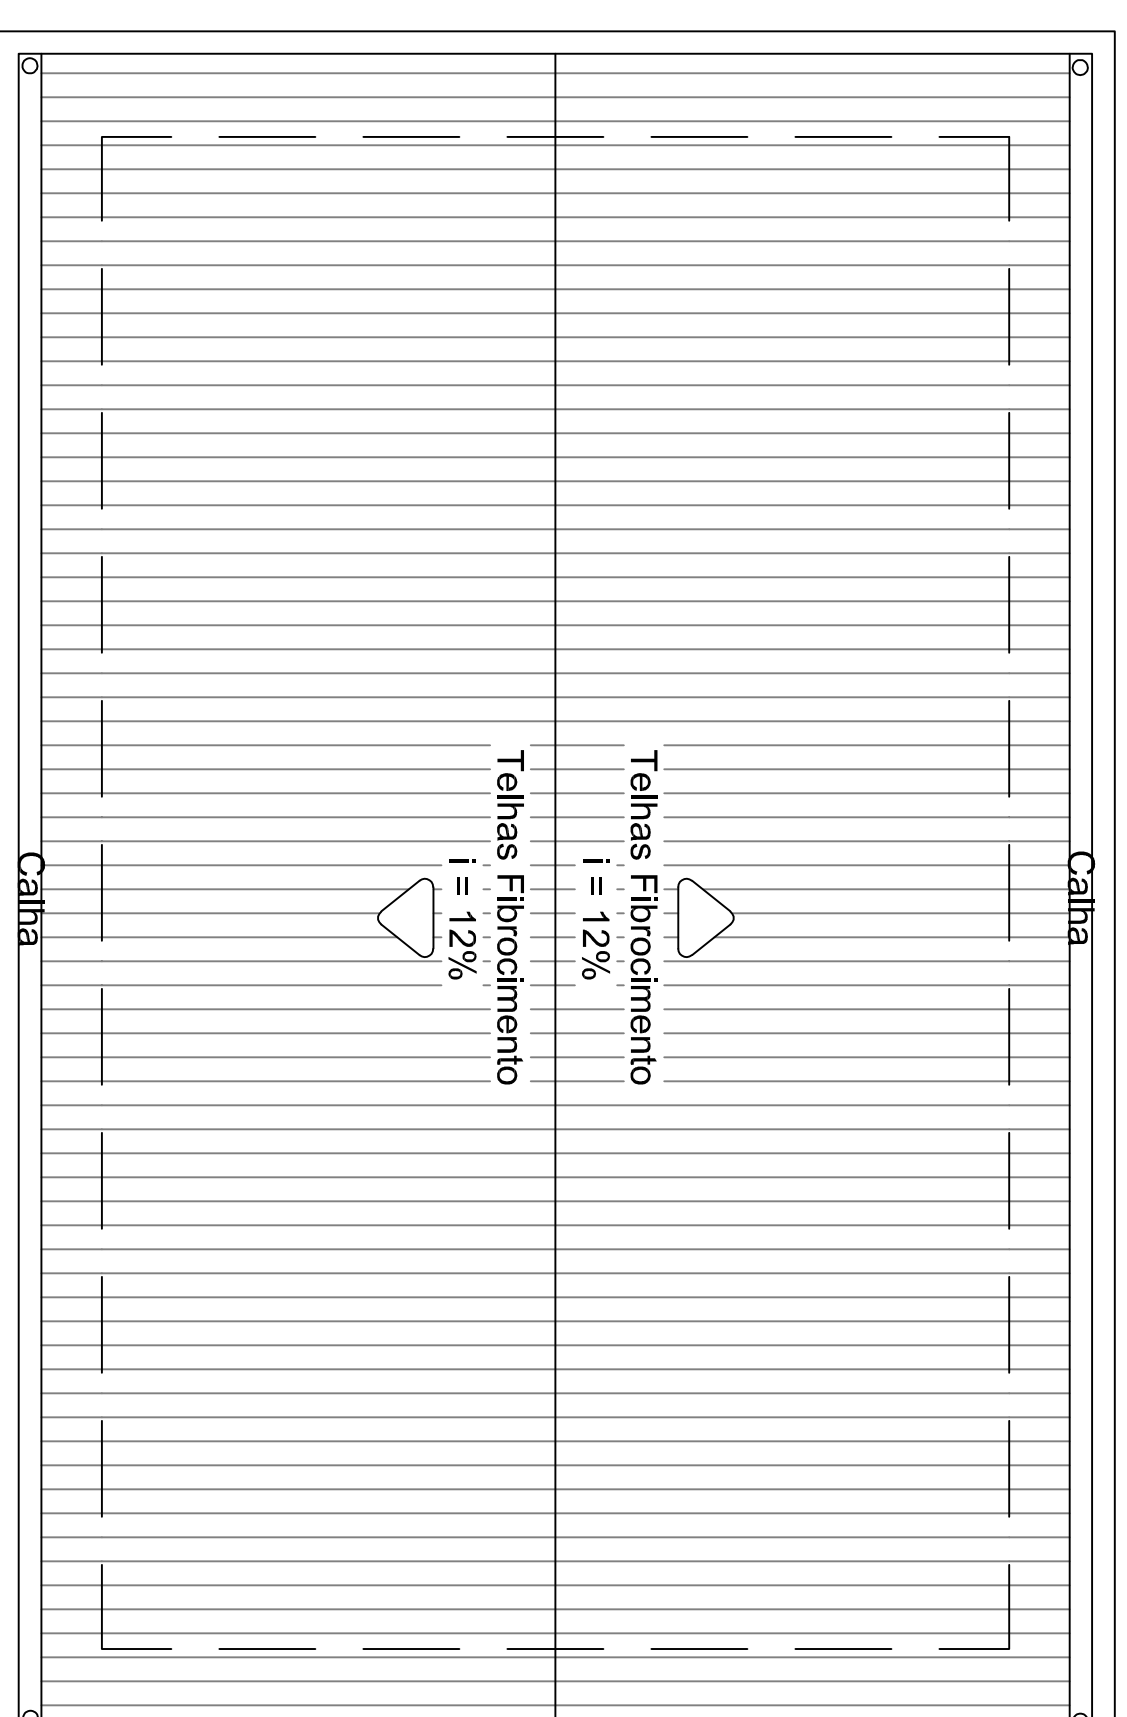 Calha
Telhas Fibrocimento
i = 12%
Telhas Fibrocimento
i = 12%
Calha